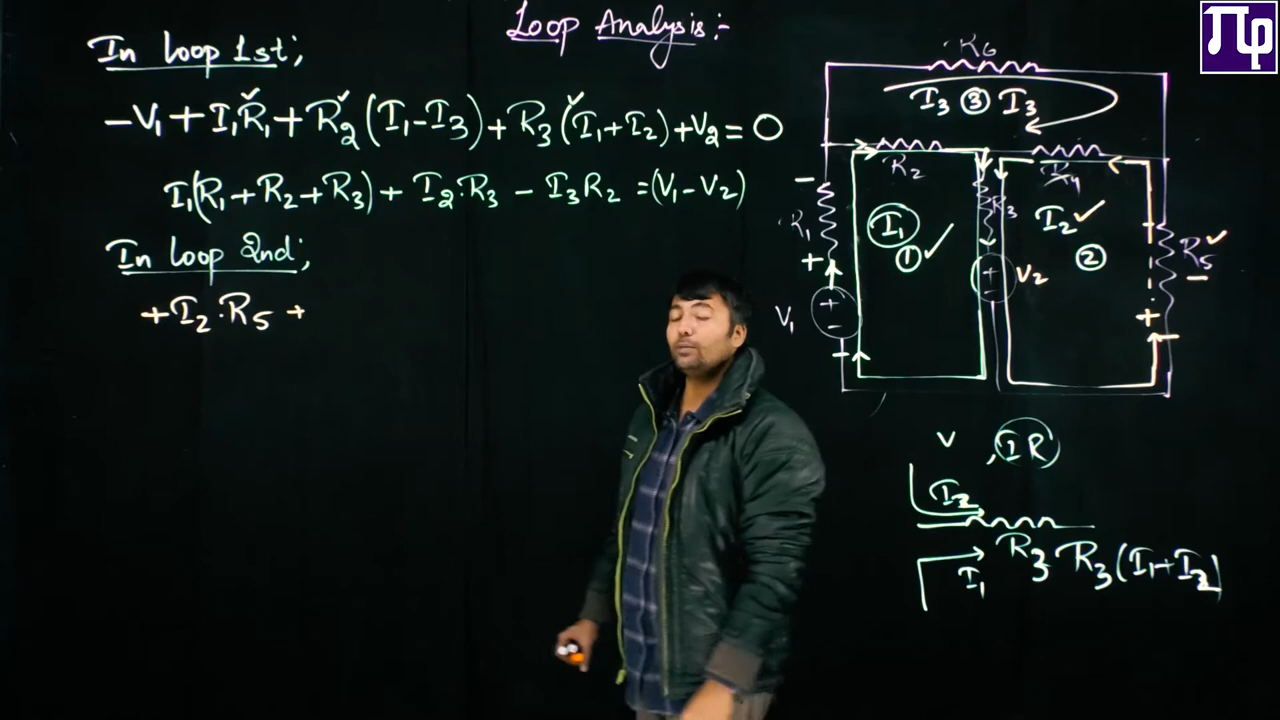 Loop Analysis:-
In loop 1st;
-V₁ + I₁R₁ + R₂(I₁-I₃) + R₃(I₁+I₂) + V₂ = 0
I₁(R₁+R₂+R₃) + I₂·R₃ - I₃R₂ = (V₁-V₂)
In loop 2nd;
+I₂·R₅ +
R₆
I₃ ③ I₃
R₂
R₄
R₁
I₁
①
R₃
I₂
②
R₅
V₁
V₂
+
-
V , IR
I₂
R₃ R₃(I₁+I₂)
I₁
πφ